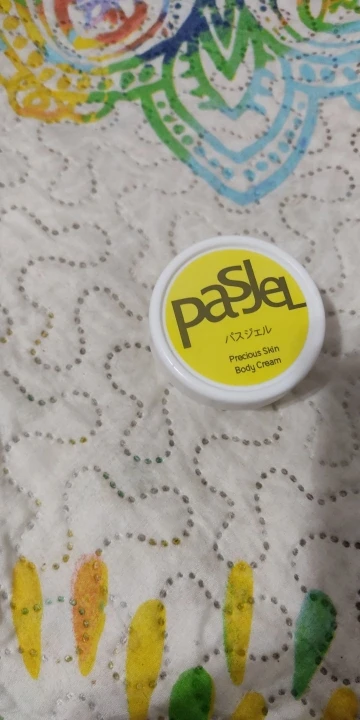 PasJeL
パスジェル
Precious Skin
Body Cream